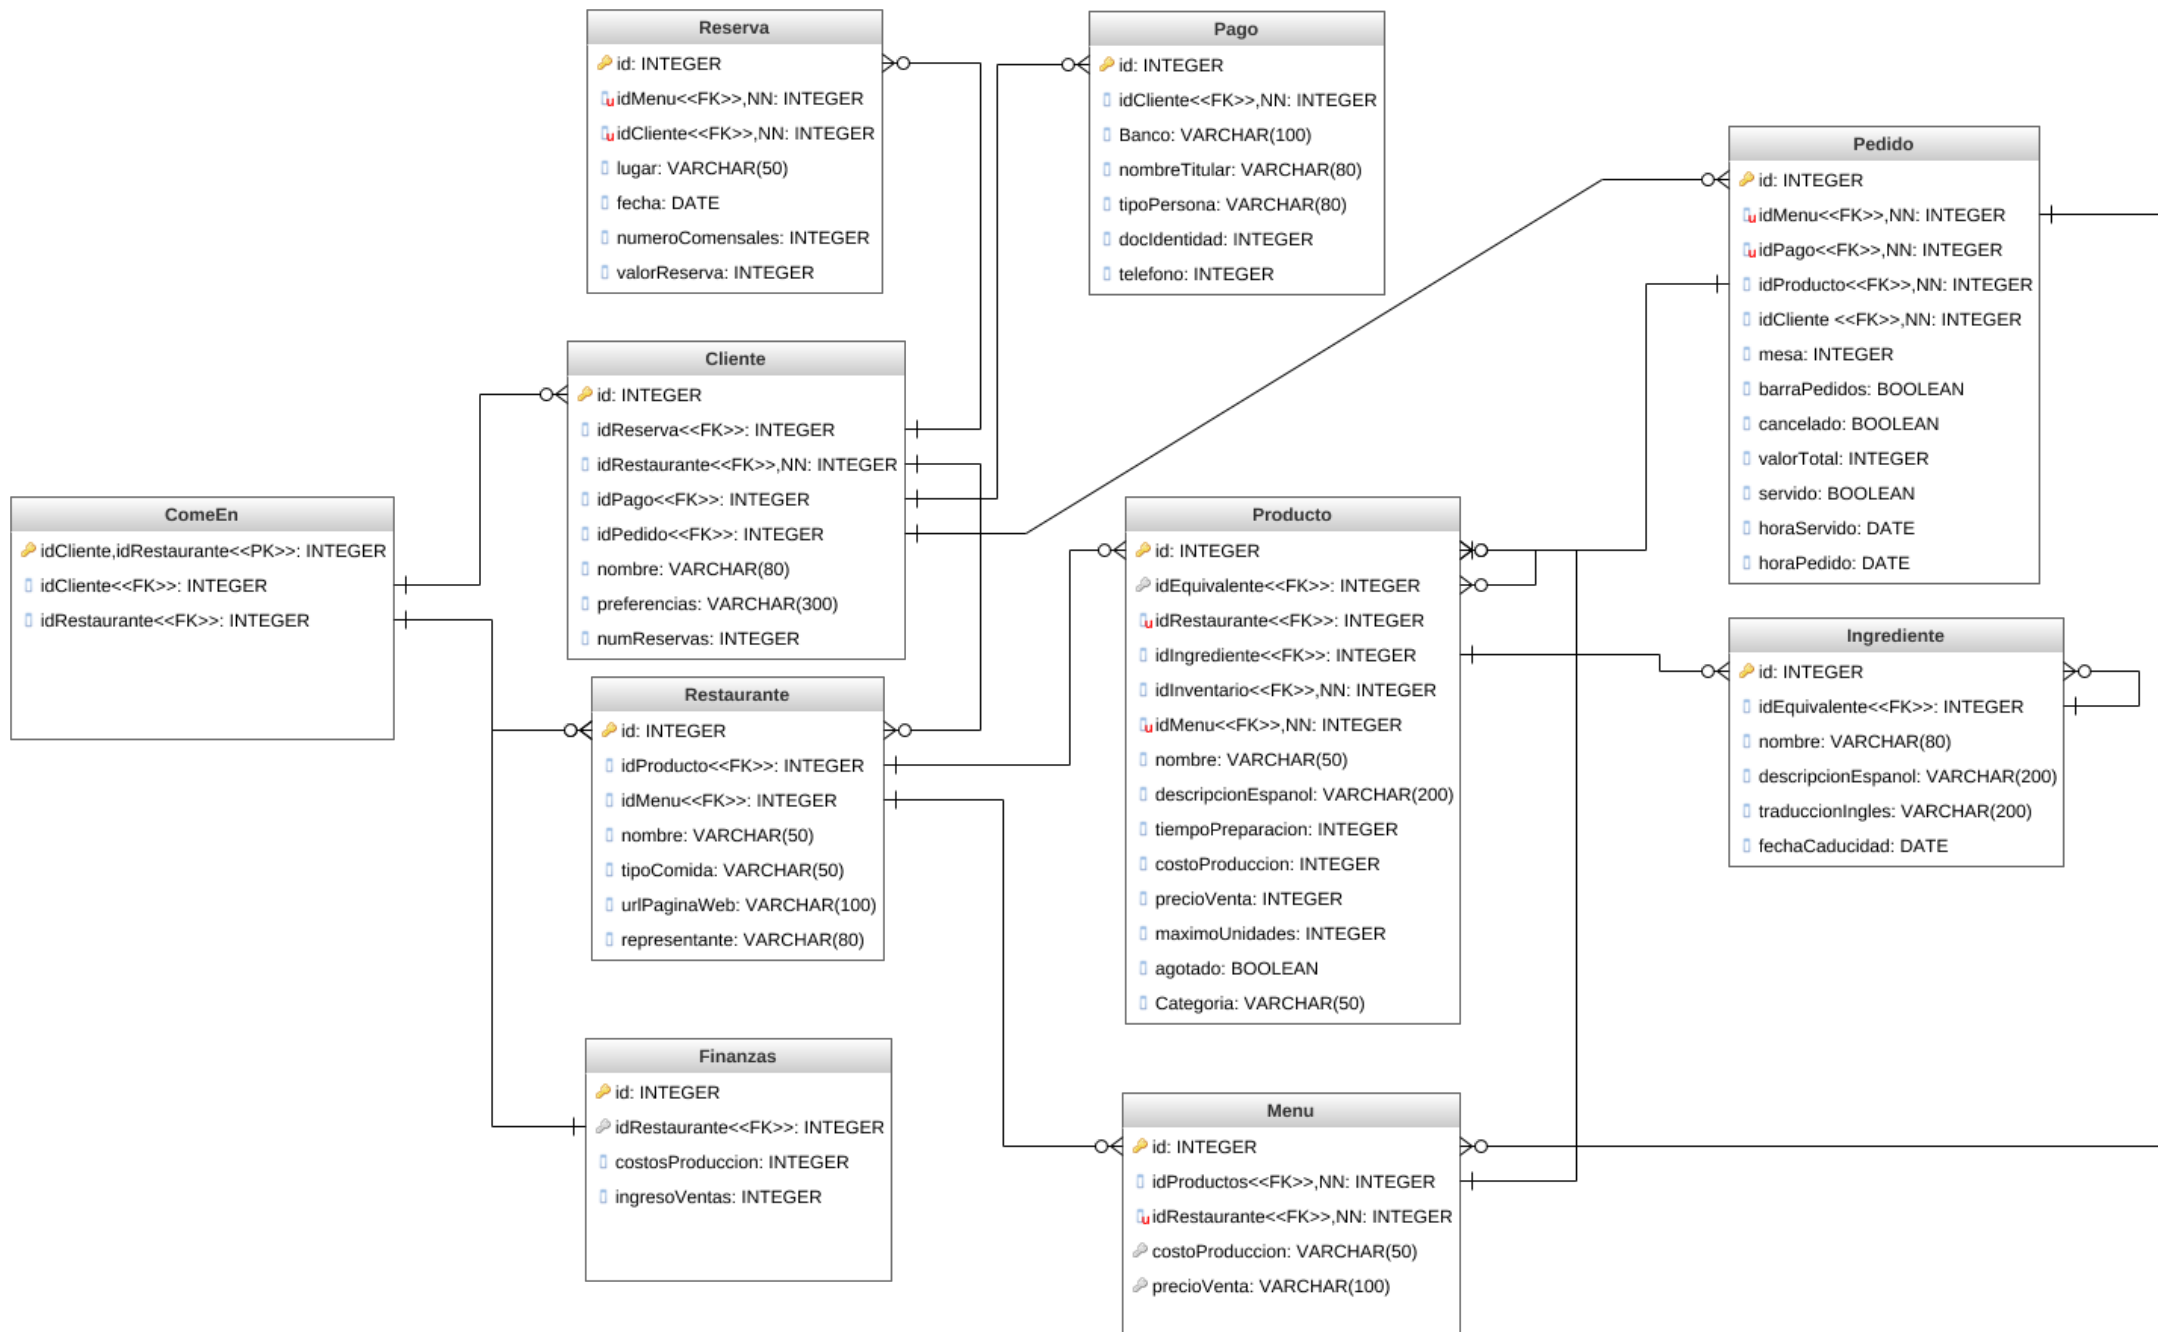 Reserva
id: INTEGER
idMenu<<FK>>,NN: INTEGER
idCliente<<FK>>,NN: INTEGER
lugar: VARCHAR(50)
fecha: DATE
numeroComensales: INTEGER
valorReserva: INTEGER
Pago
id: INTEGER
idCliente<<FK>>,NN: INTEGER
Banco: VARCHAR(100)
nombreTitular: VARCHAR(80)
tipoPersona: VARCHAR(80)
docIdentidad: INTEGER
telefono: INTEGER
Pedido
id: INTEGER
idMenu<<FK>>,NN: INTEGER
idPago<<FK>>,NN: INTEGER
idProducto<<FK>>,NN: INTEGER
idCliente <<FK>>,NN: INTEGER
mesa: INTEGER
barraPedidos: BOOLEAN
cancelado: BOOLEAN
valorTotal: INTEGER
servido: BOOLEAN
horaServido: DATE
horaPedido: DATE
Cliente
id: INTEGER
idReserva<<FK>>: INTEGER
idRestaurante<<FK>>,NN: INTEGER
idPago<<FK>>: INTEGER
idPedido<<FK>>: INTEGER
nombre: VARCHAR(80)
preferencias: VARCHAR(300)
numReservas: INTEGER
ComeEn
idCliente,idRestaurante<<PK>>: INTEGER
idCliente<<FK>>: INTEGER
idRestaurante<<FK>>: INTEGER
Producto
id: INTEGER
idEquivalente<<FK>>: INTEGER
idRestaurante<<FK>>: INTEGER
idIngrediente<<FK>>: INTEGER
idInventario<<FK>>,NN: INTEGER
idMenu<<FK>>,NN: INTEGER
nombre: VARCHAR(50)
descripcionEspanol: VARCHAR(200)
tiempoPreparacion: INTEGER
costoProduccion: INTEGER
precioVenta: INTEGER
maximoUnidades: INTEGER
agotado: BOOLEAN
Categoria: VARCHAR(50)
Ingrediente
id: INTEGER
idEquivalente<<FK>>: INTEGER
nombre: VARCHAR(80)
descripcionEspanol: VARCHAR(200)
traduccionIngles: VARCHAR(200)
fechaCaducidad: DATE
Restaurante
id: INTEGER
idProducto<<FK>>: INTEGER
idMenu<<FK>>: INTEGER
nombre: VARCHAR(50)
tipoComida: VARCHAR(50)
urlPaginaWeb: VARCHAR(100)
representante: VARCHAR(80)
Finanzas
id: INTEGER
idRestaurante<<FK>>: INTEGER
costosProduccion: INTEGER
ingresoVentas: INTEGER
Menu
id: INTEGER
idProductos<<FK>>,NN: INTEGER
idRestaurante<<FK>>,NN: INTEGER
costoProduccion: VARCHAR(50)
precioVenta: VARCHAR(100)